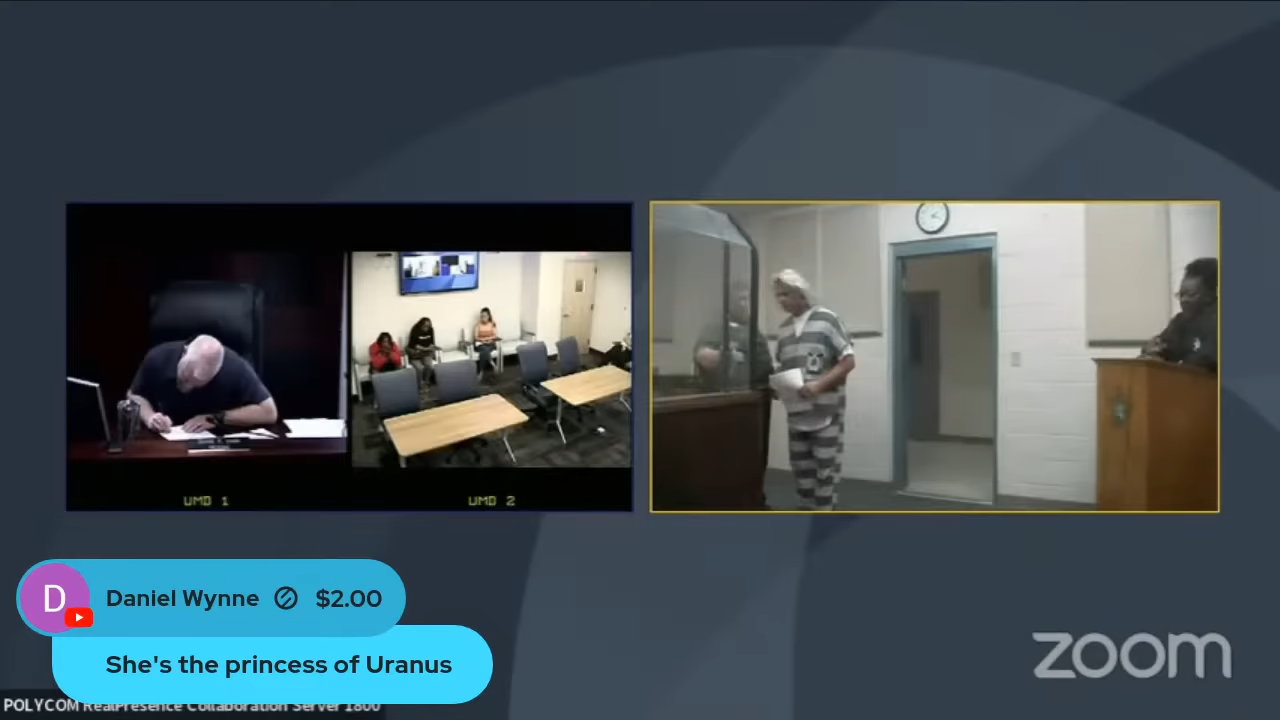 UMD 1
UMD 2
D
Daniel Wynne $2.00
She's the princess of Uranus
zoom
POLYCOM RealPresence Collaboration Server 1800